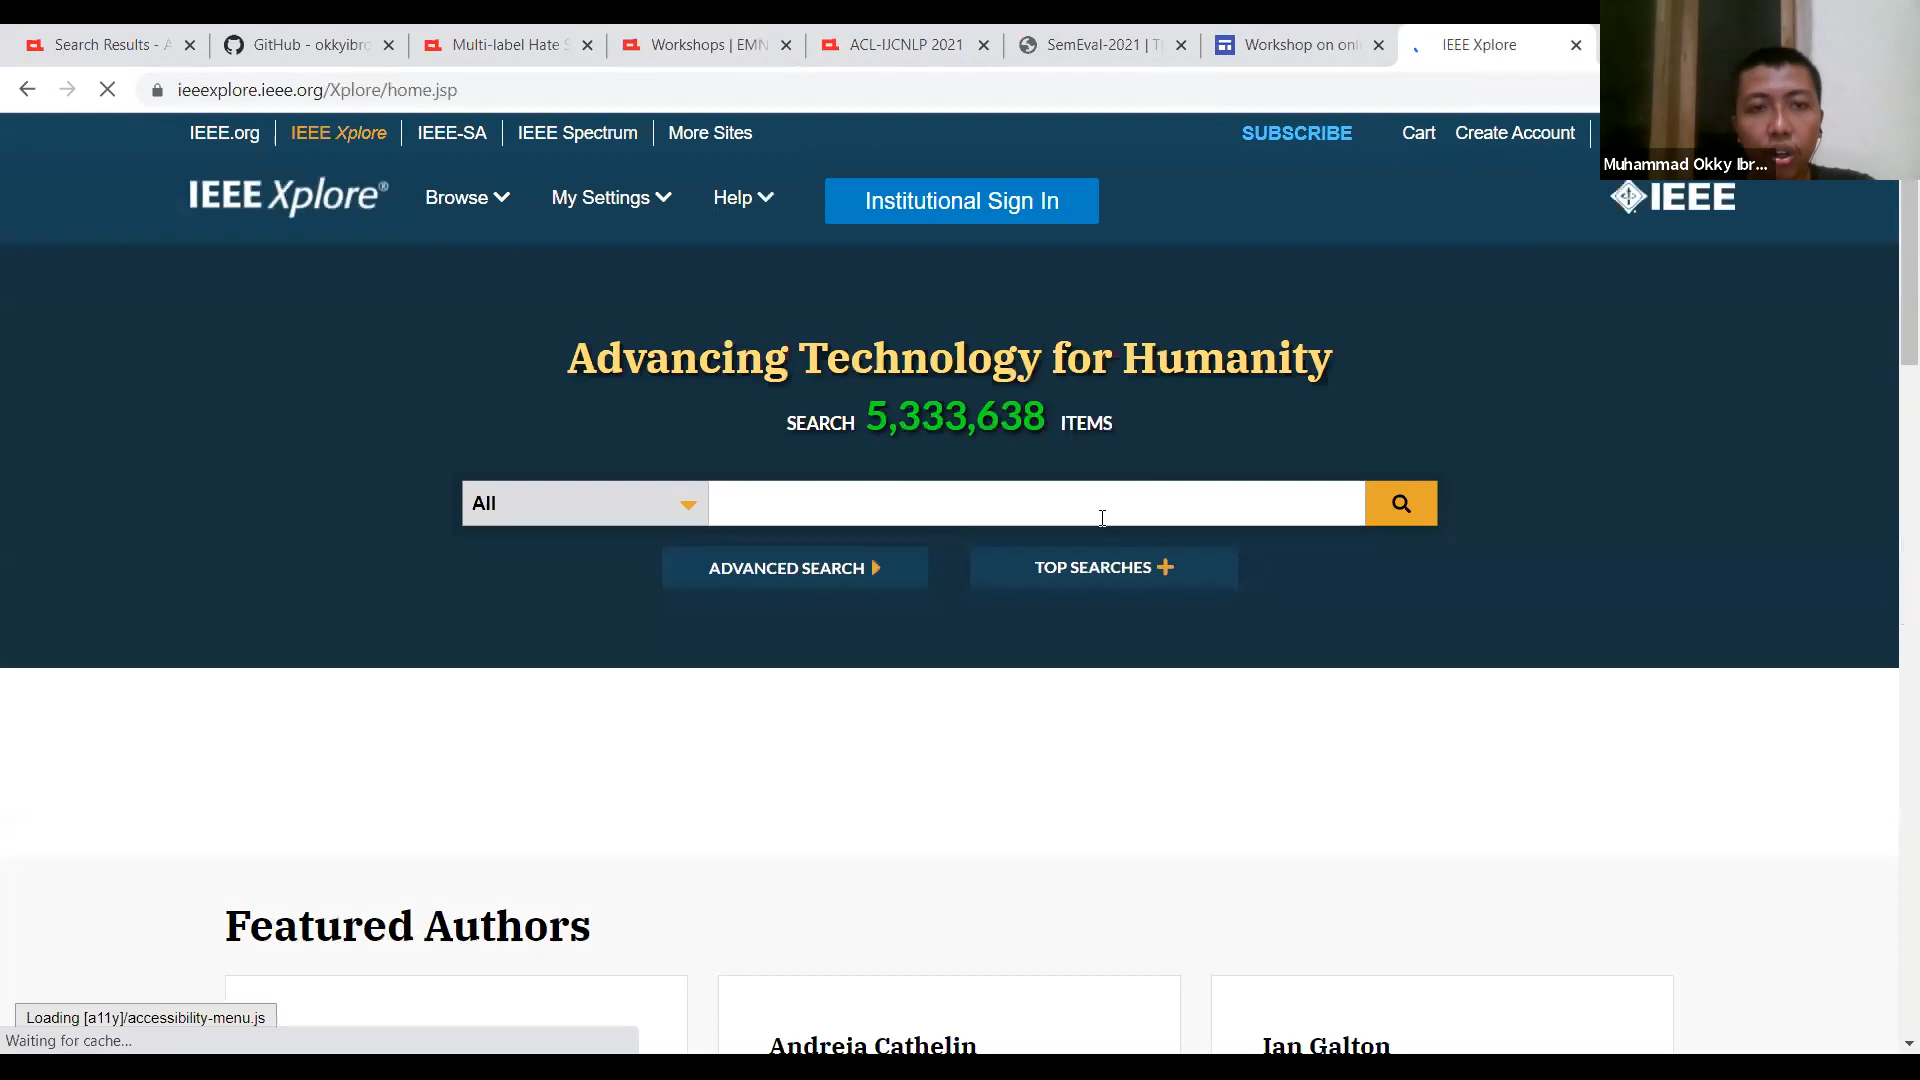 Search Results - A
GitHub - okkyibro
Multi-label Hate S
Workshops | EMN
ACL-IJCNLP 2021
SemEval-2021 | T
Workshop on onli
IEEE Xplore
ieeexplore.ieee.org/Xplore/home.jsp
IEEE.org
IEEE Xplore
IEEE-SA
IEEE Spectrum
More Sites
SUBSCRIBE
Cart
Create Account
Muhammad Okky Ibr...
IEEE Xplore®
Browse
My Settings
Help
Institutional Sign In
IEEE
Advancing Technology for Humanity
SEARCH 5,333,638 ITEMS
All
ADVANCED SEARCH
TOP SEARCHES
Featured Authors
Loading [a11y]/accessibility-menu.js
Waiting for cache...
Andreia Cathelin
Ian Galton